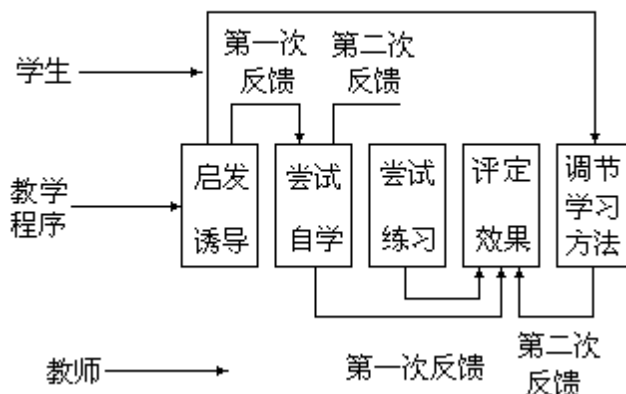 第一次 第二次
反馈 反馈
学生
教学
程序
启发
诱导
尝试
自学
尝试
练习
评定
效果
调节
学习
方法
教师
第一次反馈
第二次
反馈